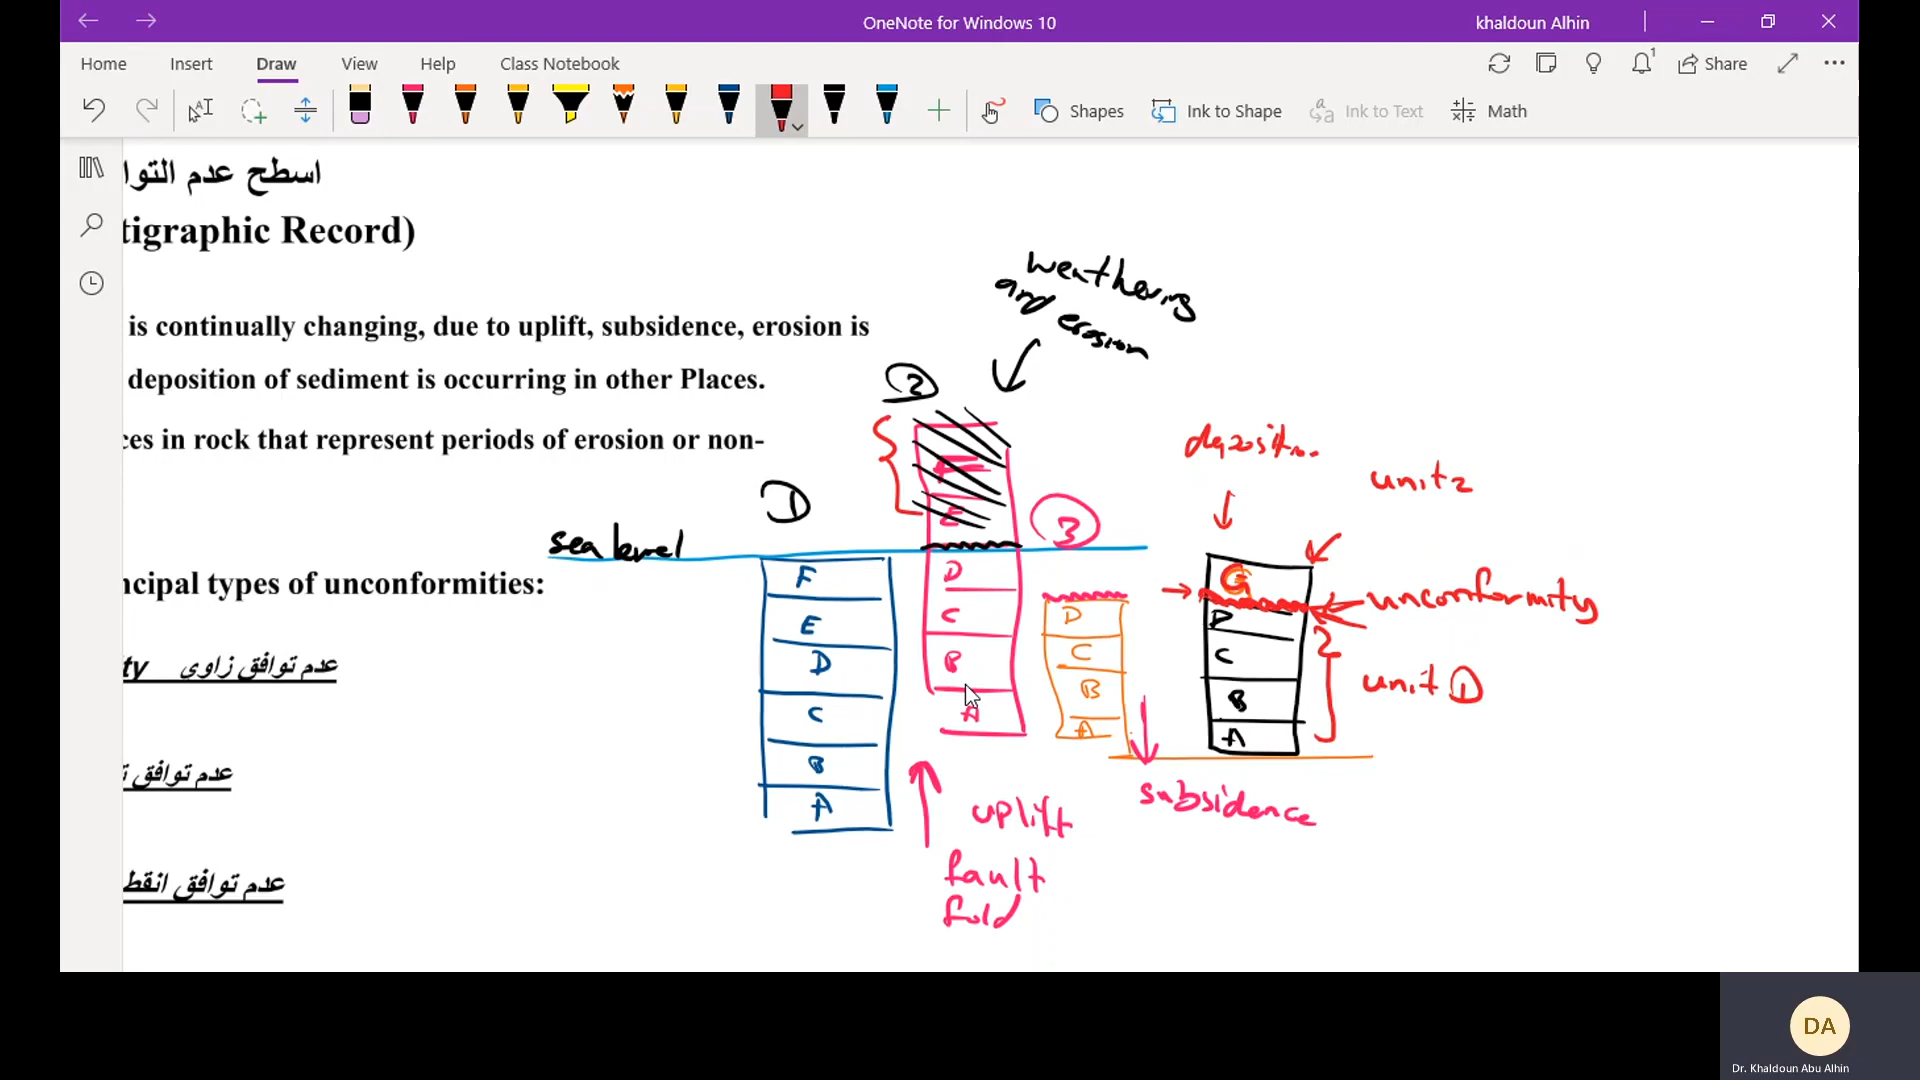 OneNote for Windows 10
khaldoun Alhin
Home Insert Draw View Help Class Notebook
1
Share
Shapes
Ink to Shape
Ink to Text
Math
اسطح عدم التوا
tigraphic Record)
is continually changing, due to uplift, subsidence, erosion is
deposition of sediment is occurring in other Places.
ces in rock that represent periods of erosion or non-
ncipal types of unconformities:
ty عدم توافق زاوي
عدم توافق
عدم توافق انقط
weathering
and erosion
2
1
3
sea level
F
E
D
C
B
A
E
D
C
B
A
D
C
B
A
deposition
unit 2
G
unconformity
D
C
B
A
unit 1
uplift
fault
fold
subsidence
DA
Dr. Khaldoun Abu Alhin